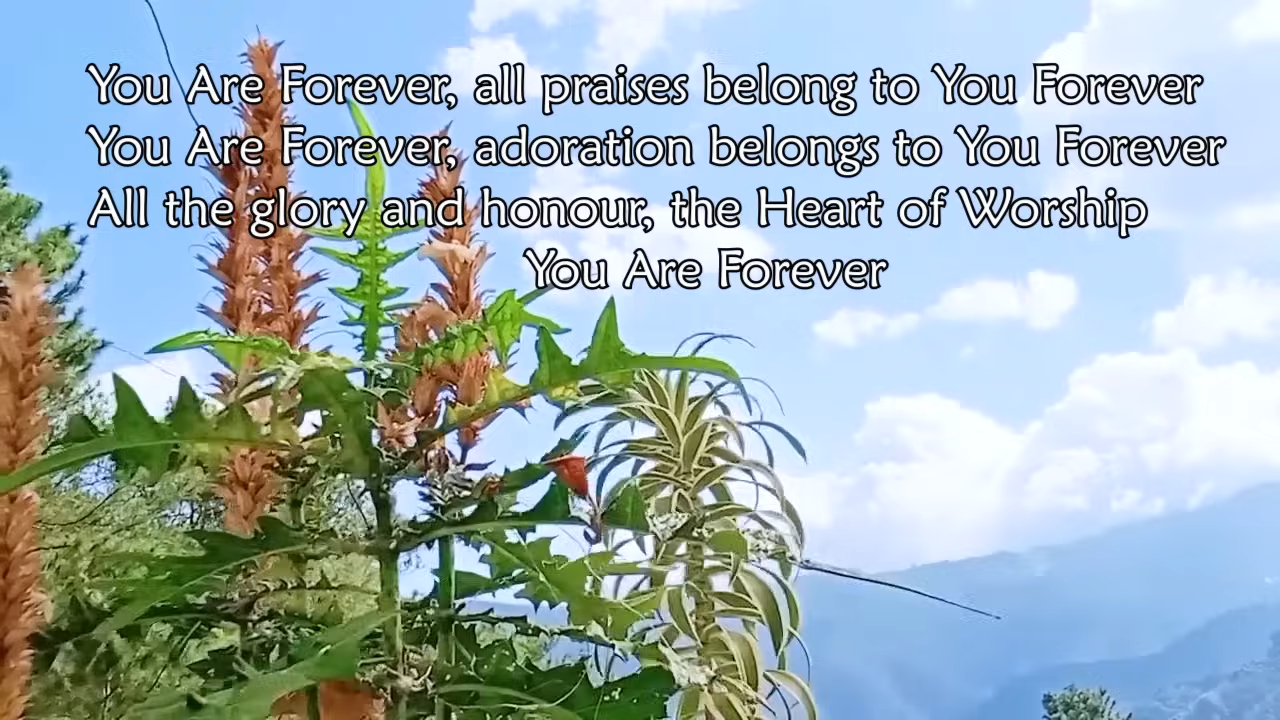 You Are Forever, all praises belong to You Forever
You Are Forever, adoration belongs to You Forever
All the glory and honour, the Heart of Worship
You Are Forever